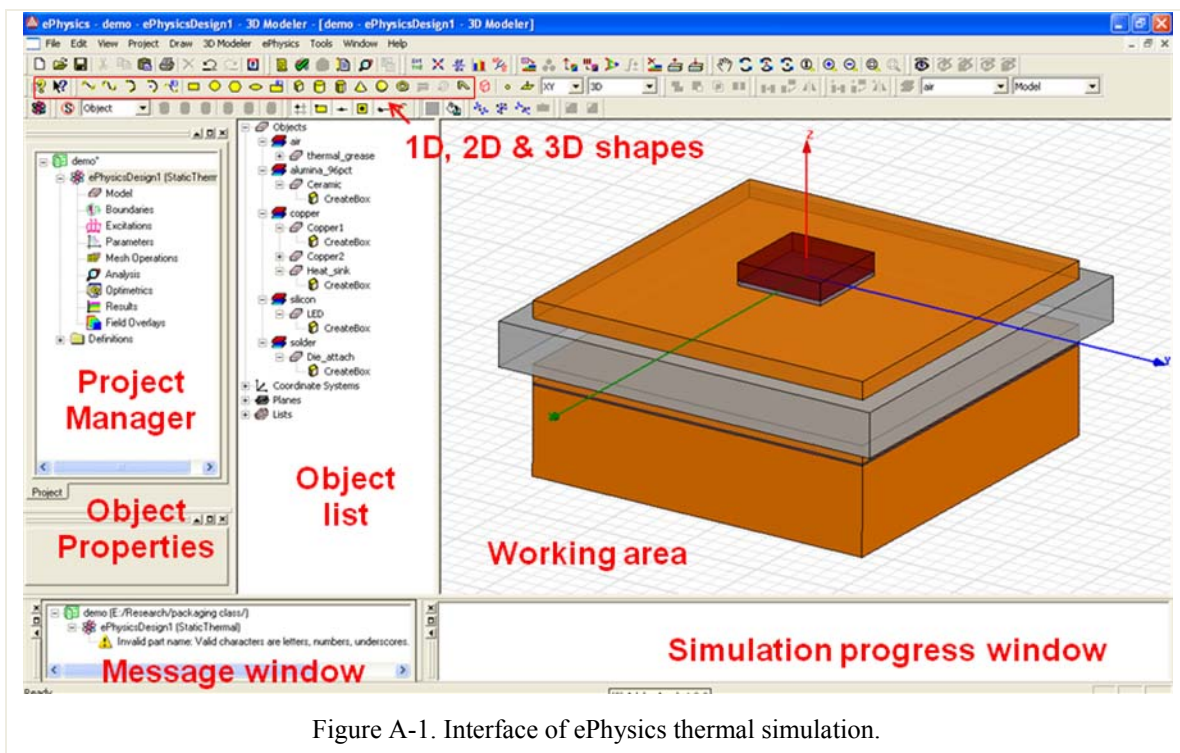 ePhysics - demo - ePhysicsDesign1 - 3D Modeler - [demo - ePhysicsDesign1 - 3D Modeler]
File Edit View Project Draw 3D Modeler ePhysics Tools Window Help
XY 3D air Model
Object
1D, 2D & 3D shapes
demo*
ePhysicsDesign1 (StaticTherm
Model
Boundaries
Excitations
Parameters
Mesh Operations
Analysis
Optimetrics
Results
Field Overlays
Definitions
Project
Manager
Project
Object
Properties
Objects
air
thermal_grease
alumina_96pct
Ceramic
CreateBox
copper
Copper1
CreateBox
Copper2
Heat_sink
CreateBox
silicon
LED
CreateBox
solder
Die_attach
CreateBox
Coordinate Systems
Planes
Lists
Object
list
Z
Y
Working area
demo (E:/Research/packaging class/)
ePhysicsDesign1 (StaticThermal)
Invalid part name: Valid characters are letters, numbers, underscores.
Message window
Simulation progress window
Ready
Figure A-1. Interface of ePhysics thermal simulation.